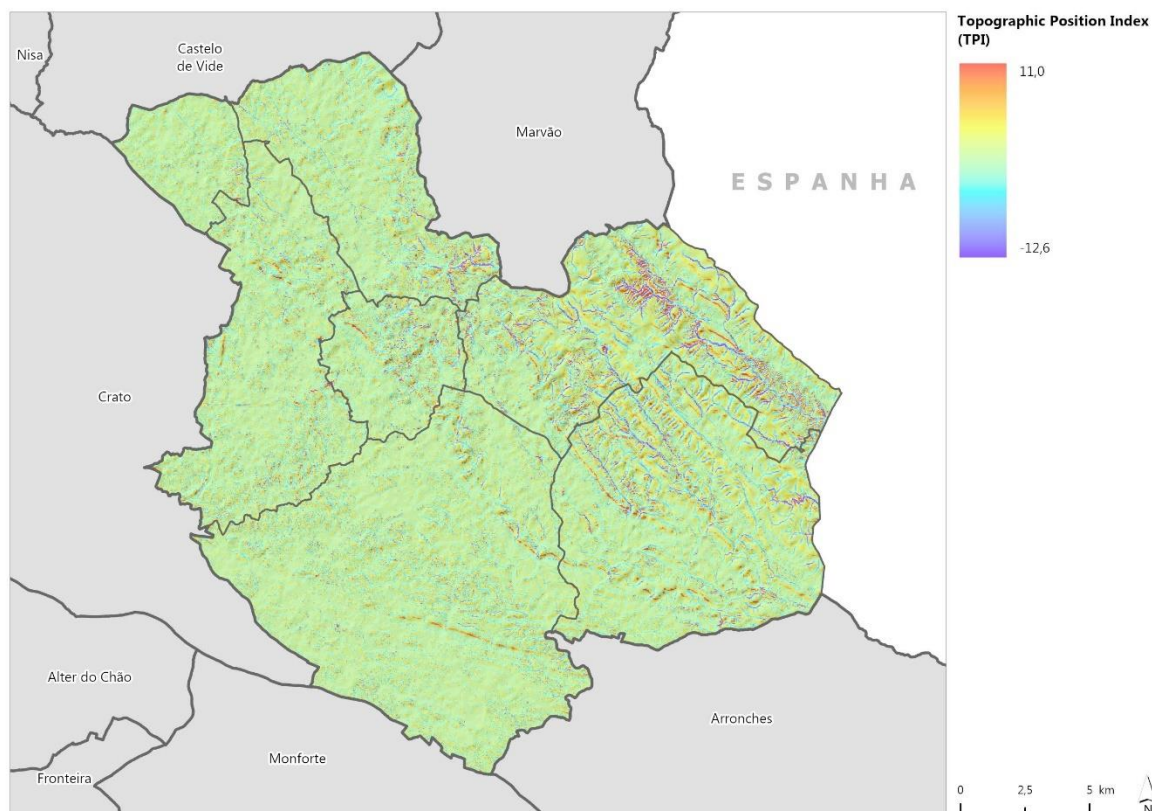 Topographic Position Index
(TPI)
11,0
-12,6
Nisa
Castelo
de Vide
Marvão
ESPANHA
Crato
Alter do Chão
Arronches
Monforte
Fronteira
0 2,5 5 km
N